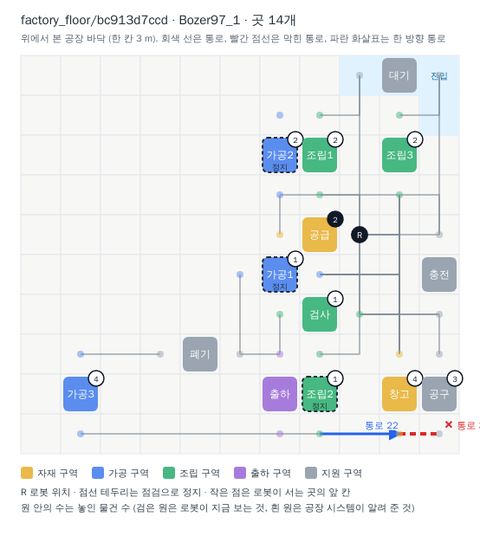 factory_floor/bc913d7ccd · Bozer97_1 · 곳 14개
위에서 본 공장 바닥 (한 칸 3 m). 회색 선은 통로, 빨간 점선은 막힌 통로, 파란 화살표는 한 방향 통로
대기
2
2
2
가공2
정지
조립1
조립3
2
공급
R
1
가공1
정지
충전
1
검사
폐기
4
1
4
3
가공3
출하
조립2
정지
창고
공구
통로 22
× 통로
자재 구역
가공 구역
조립 구역
출하 구역
지원 구역
R 로봇 위치 · 점선 테두리는 점검으로 정지 · 작은 점은 로봇이 서는 곳의 앞 칸
원 안의 수는 놓인 물건 수 (검은 원은 로봇이 지금 보는 것, 흰 원은 공장 시스템이 알려 준 것)